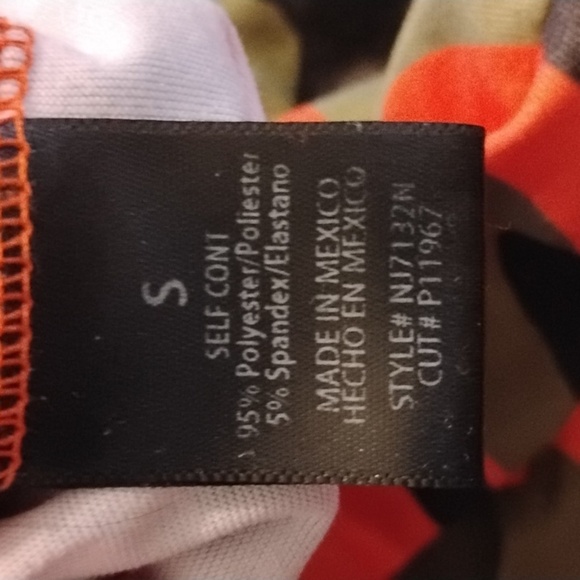 S
SELF CONT
95% Polyester/Poliester
5% Spandex/Elastano
MADE IN MEXICO
HECHO EN MEXICO
STYLE# NJ7132N
CUT# P11967